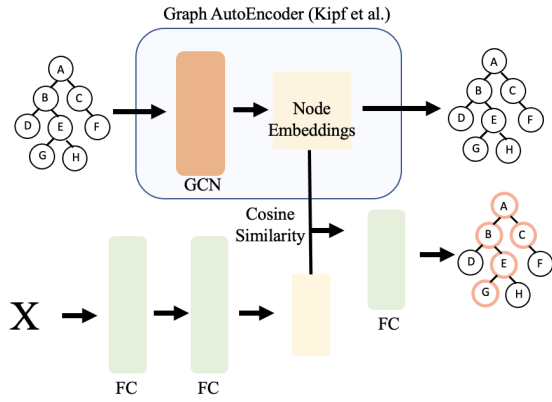 Graph AutoEncoder (Kipf et al.)
A
B
C
D
E
F
G
H
GCN
Node
Embeddings
A
B
C
D
E
F
G
H
Cosine
Similarity
X
FC
FC
FC
A
B
C
D
E
F
G
H